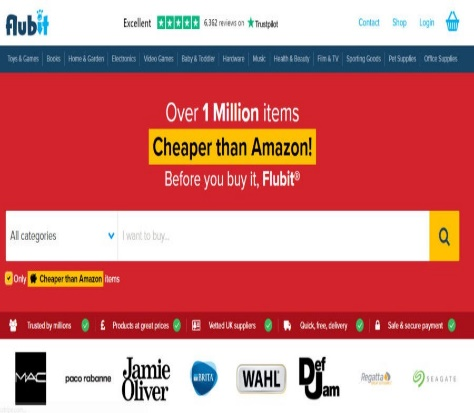 flubit
Excellent 6,362 reviews on Trustpilot
Contact Shop Login
Toys & Games Books Home & Garden Electronics Video Games Baby & Toddler Hardware Music Health & Beauty Film & TV Sporting Goods Pet Supplies Office Supplies
Over 1 Million items
Cheaper than Amazon!
Before you buy it, Flubit®
All categories I want to buy...
Only Cheaper than Amazon items
Trusted by millions £ Products at great prices Vetted UK suppliers Quick, free, delivery Safe & secure payment
MAC paco rabanne Jamie Oliver BRITA WAHL Def Jam Regatta SEAGATE